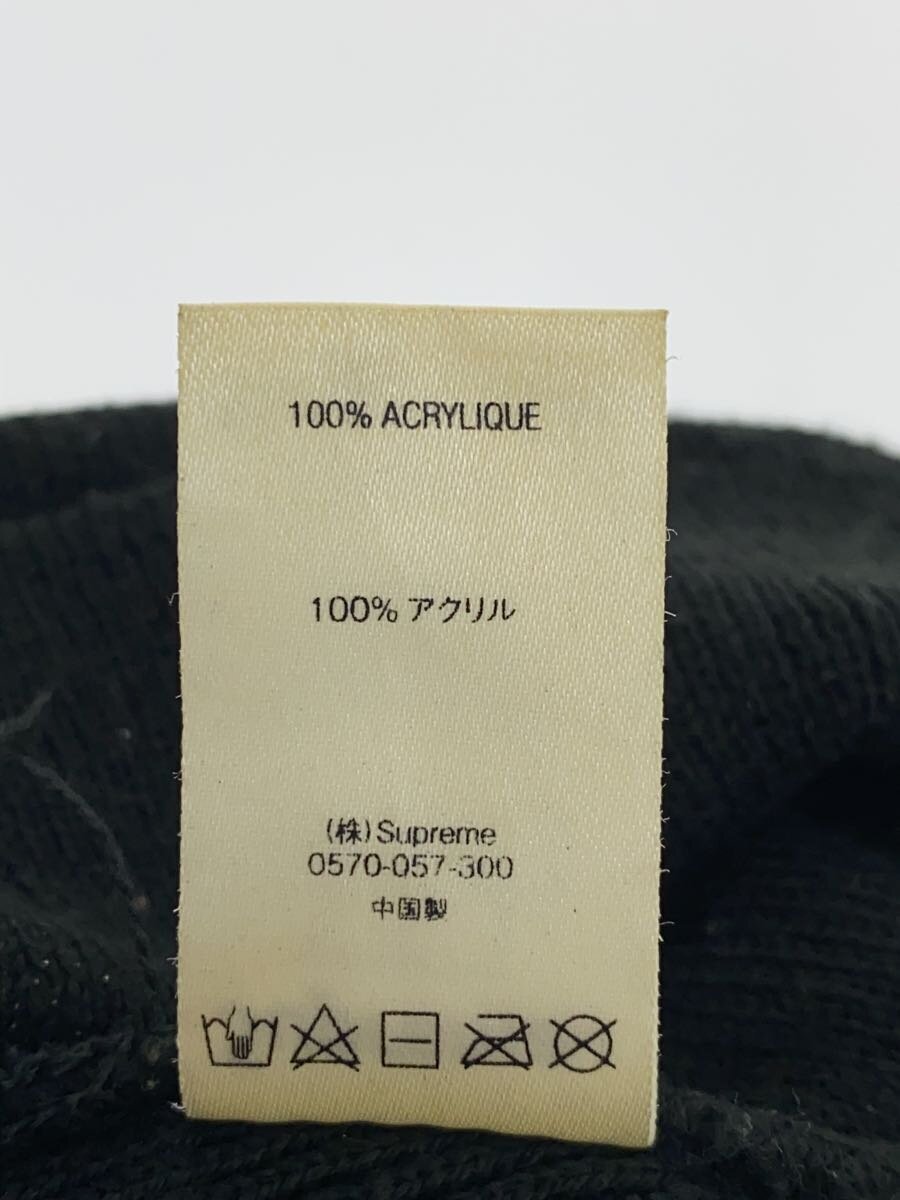 100% ACRYLIQUE
100% アクリル
(株)Supreme
0570-057-300
中国製